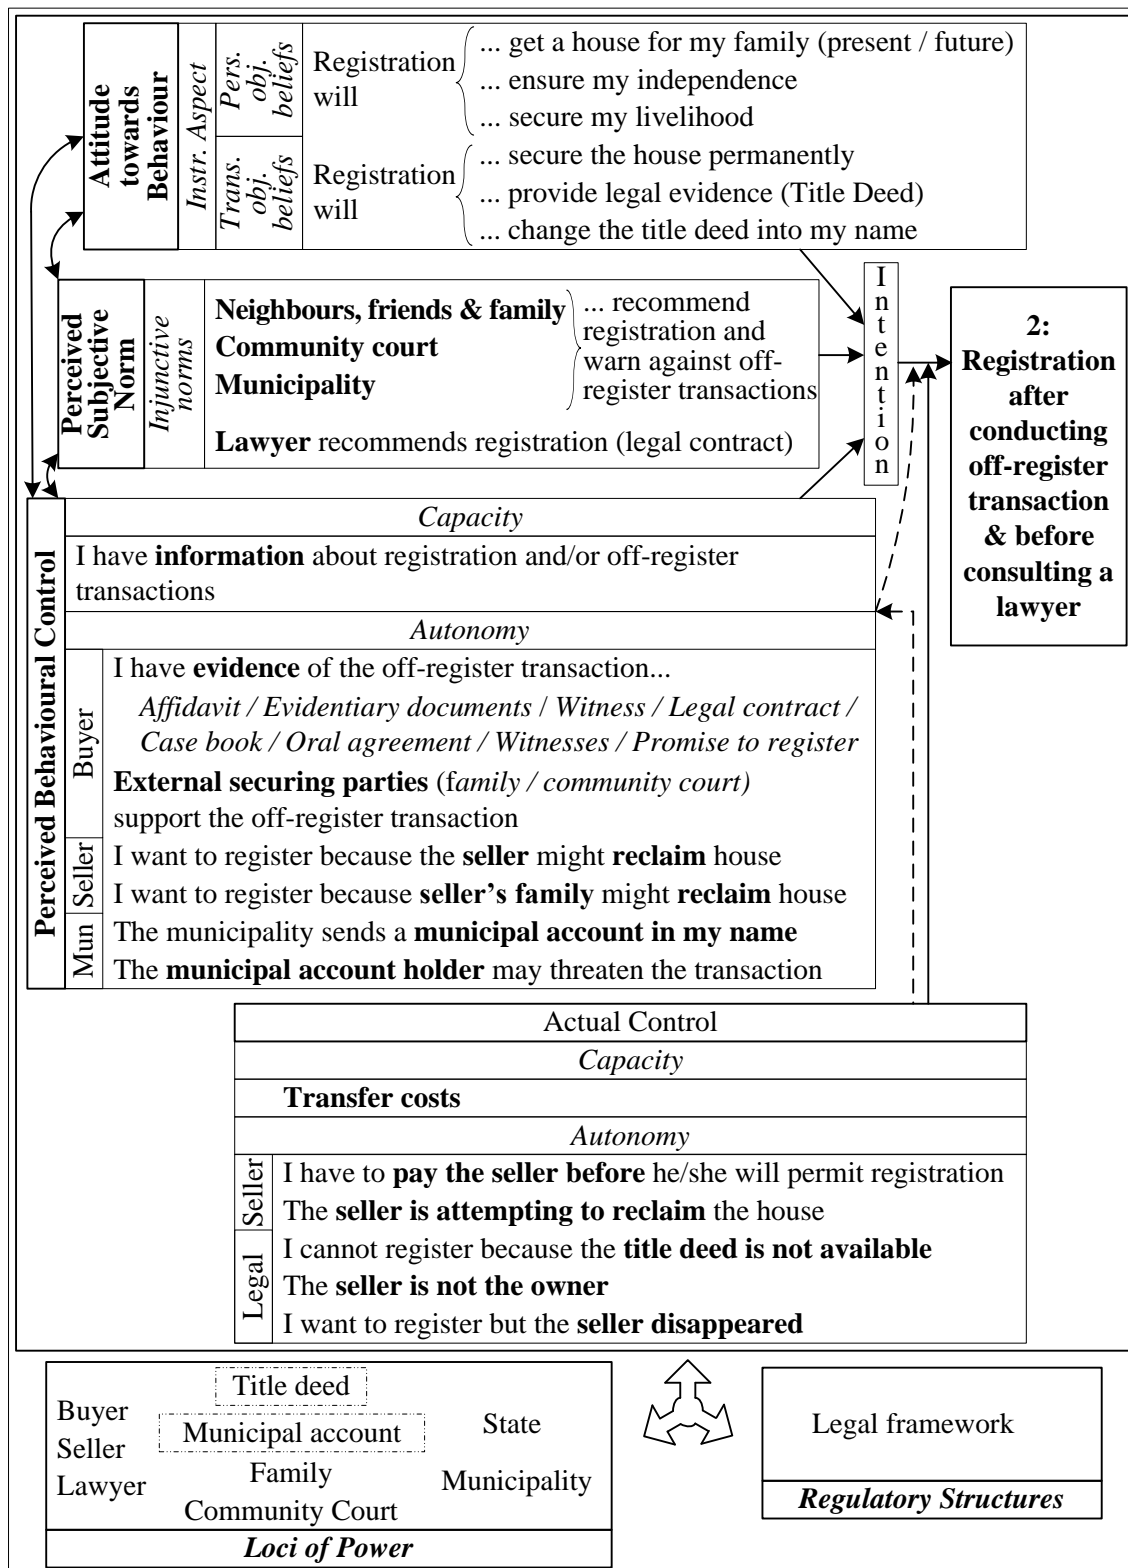 Attitude
towards
Behaviour
Instr. Aspect
Pers.
obj.
beliefs
Registration
will
... get a house for my family (present / future)
... ensure my independence
... secure my livelihood
Trans.
obj.
beliefs
Registration
will
... secure the house permanently
... provide legal evidence (Title Deed)
... change the title deed into my name
Perceived
Subjective
Norm
Injunctive
norms
Neighbours, friends & family
Community court
Municipality
... recommend
registration and
warn against off-
register transactions
Lawyer recommends registration (legal contract)
Intention
2:
Registration
after
conducting
off-register
transaction
& before
consulting a
lawyer
Perceived Behavioural Control
Capacity
I have information about registration and/or off-register
transactions
Autonomy
Buyer
I have evidence of the off-register transaction...
Affidavit / Evidentiary documents / Witness / Legal contract /
Case book / Oral agreement / Witnesses / Promise to register
External securing parties (family / community court)
support the off-register transaction
Seller
I want to register because the seller might reclaim house
I want to register because seller's family might reclaim house
Mun
The municipality sends a municipal account in my name
The municipal account holder may threaten the transaction
Actual Control
Capacity
Transfer costs
Autonomy
Seller
I have to pay the seller before he/she will permit registration
The seller is attempting to reclaim the house
Legal
I cannot register because the title deed is not available
The seller is not the owner
I want to register but the seller disappeared
Buyer
Seller
Lawyer
Title deed
Municipal account
Family
Community Court
State
Municipality
Loci of Power
Legal framework
Regulatory Structures